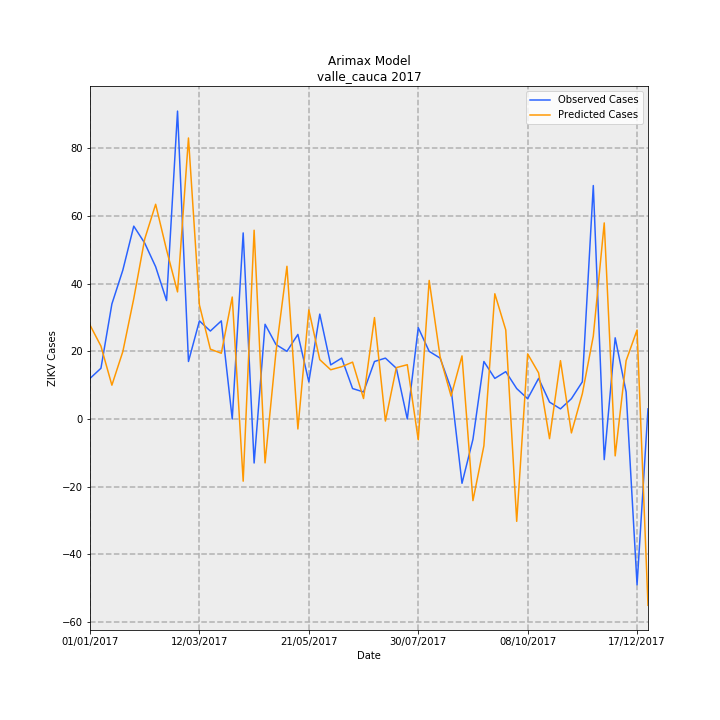 Arimax Model
valle_cauca 2017
Observed Cases
Predicted Cases
ZIKV Cases
80
60
40
20
0
−20
−40
−60
01/01/2017 12/03/2017 21/05/2017 30/07/2017 08/10/2017 17/12/2017
Date